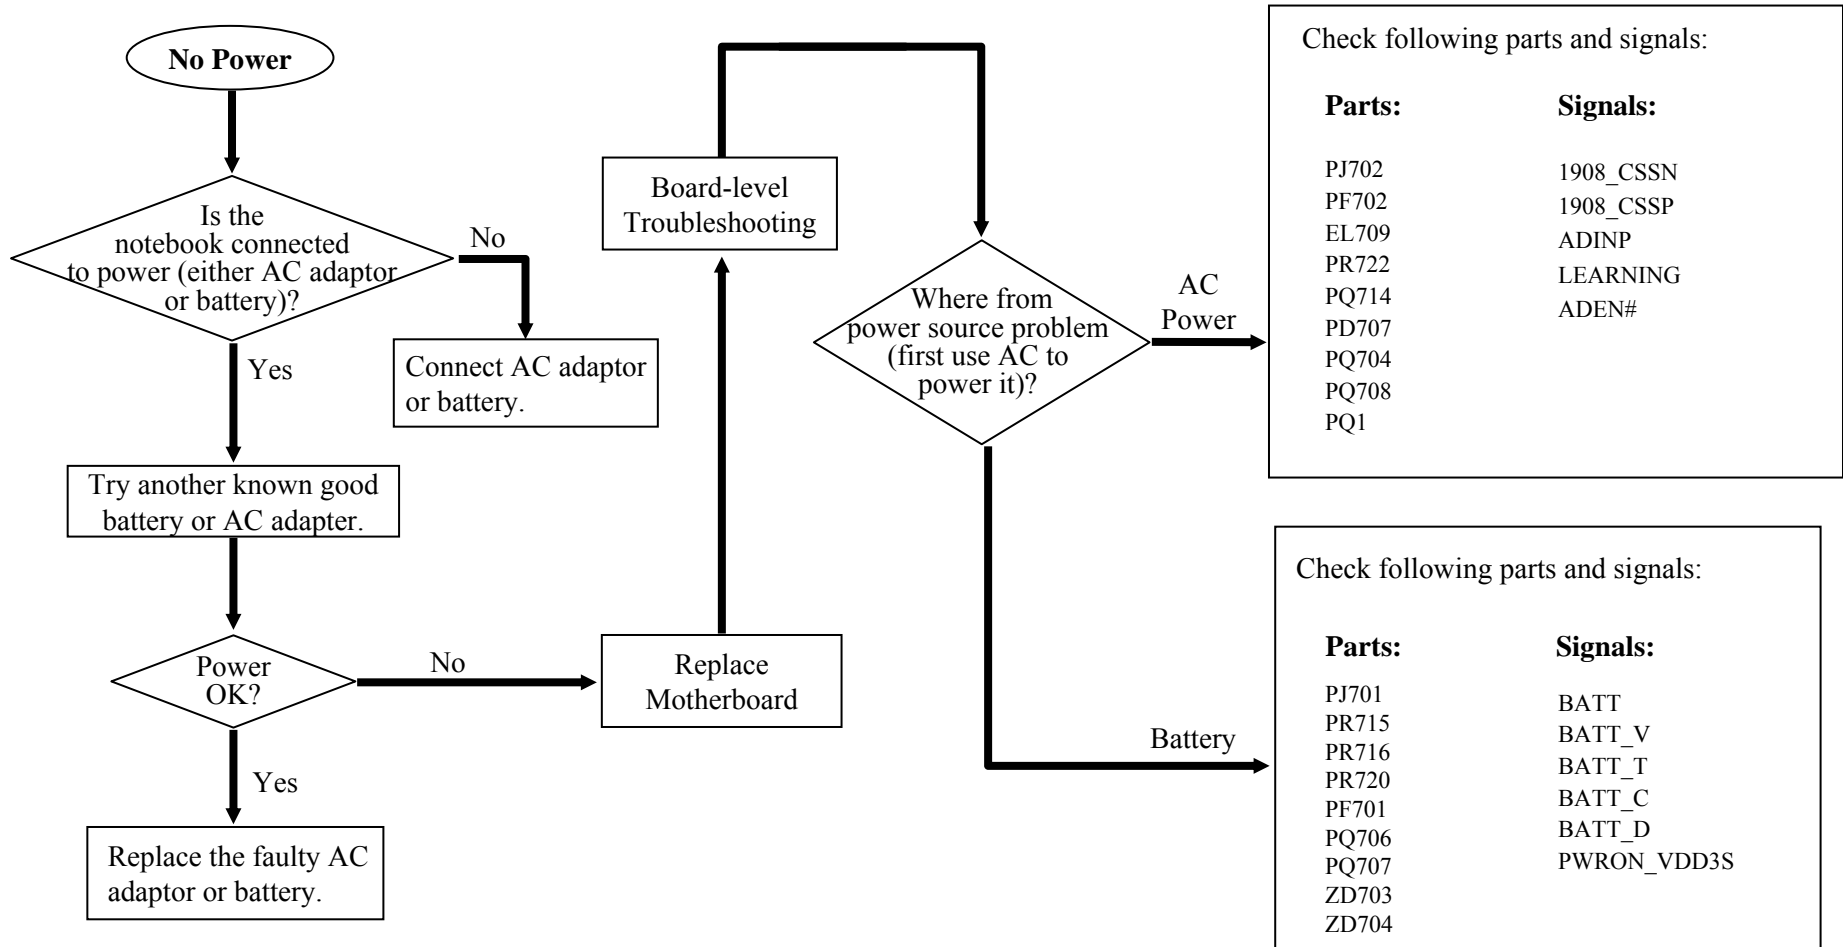 No Power
Is the
notebook connected
to power (either AC adaptor
or battery)?
No
Connect AC adaptor
or battery.
Yes
Try another known good
battery or AC adapter.
Power
OK?
No
Yes
Replace the faulty AC
adaptor or battery.
Replace
Motherboard
Board-level
Troubleshooting
Where from
power source problem
(first use AC to
power it)?
AC
Power
Battery
Check following parts and signals:
Parts:
PJ702
PF702
EL709
PR722
PQ714
PD707
PQ704
PQ708
PQ1
Signals:
1908_CSSN
1908_CSSP
ADINP
LEARNING
ADEN#
Check following parts and signals:
Parts:
PJ701
PR715
PR716
PR720
PF701
PQ706
PQ707
ZD703
ZD704
Signals:
BATT
BATT_V
BATT_T
BATT_C
BATT_D
PWRON_VDD3S